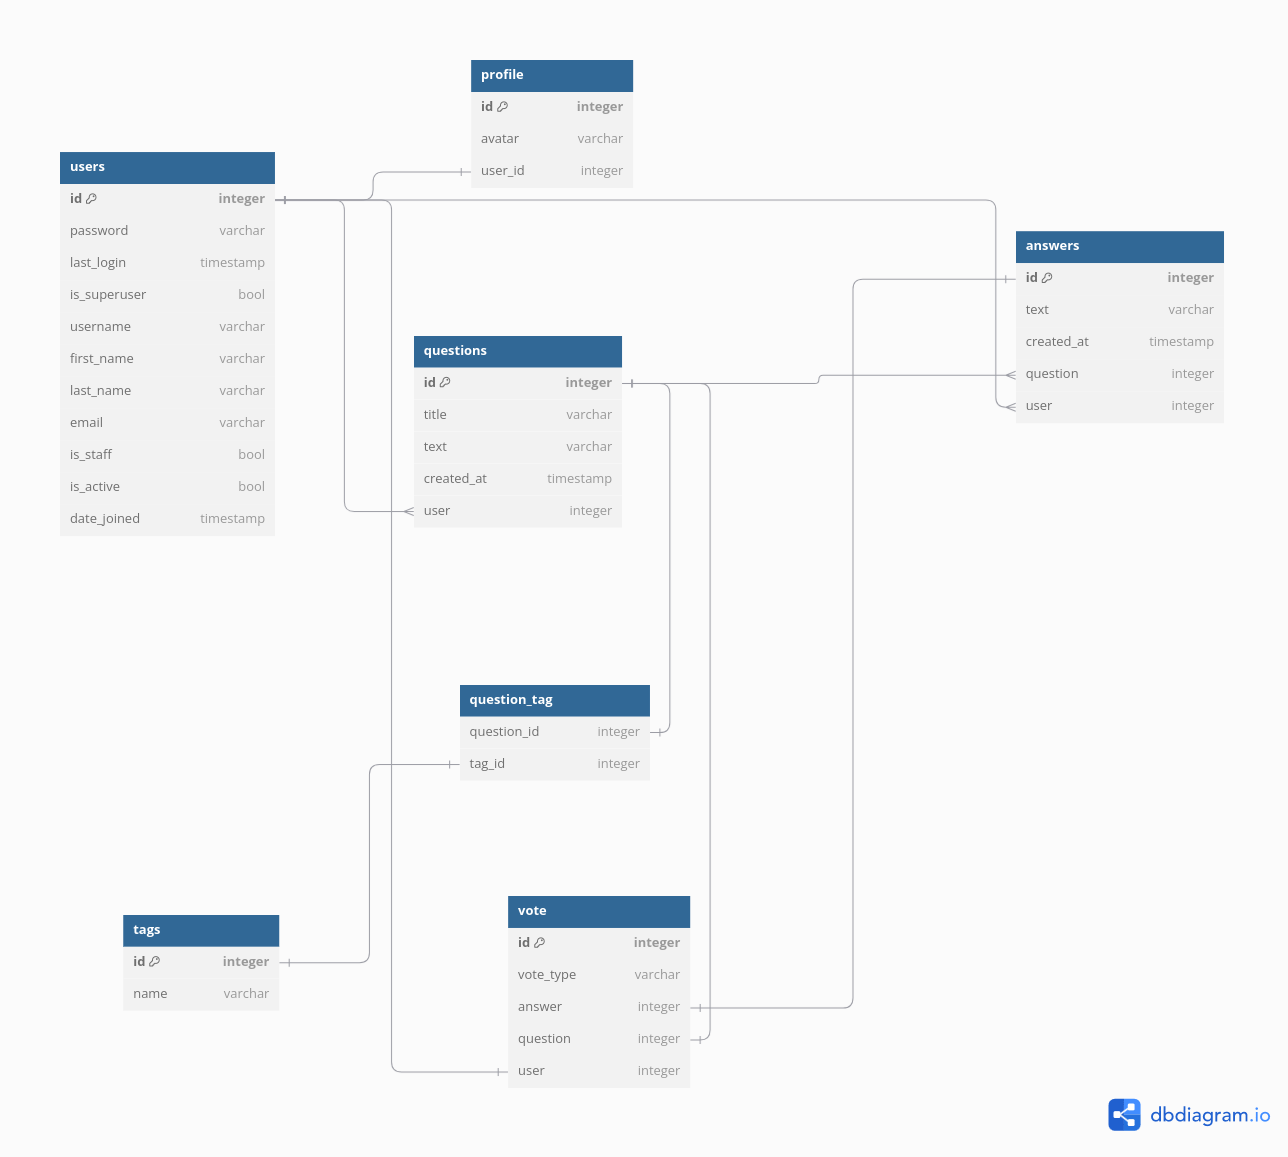 profile
id integer
avatar varchar
user_id integer
users
id integer
password varchar
last_login timestamp
is_superuser bool
username varchar
first_name varchar
last_name varchar
email varchar
is_staff bool
is_active bool
date_joined timestamp
answers
id integer
text varchar
created_at timestamp
question integer
user integer
questions
id integer
title varchar
text varchar
created_at timestamp
user integer
question_tag
question_id integer
tag_id integer
tags
id integer
name varchar
vote
id integer
vote_type varchar
answer integer
question integer
user integer
dbdiagram.io